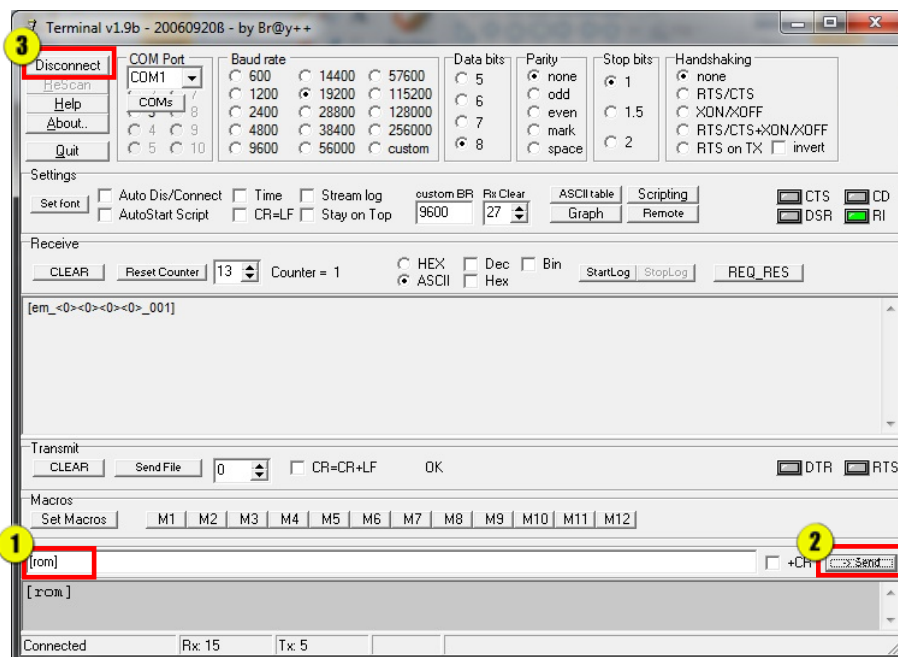 Terminal v1.9b - 20060920ß - by Br@y++
3
Disconnect
ReScan
Help
About..
Quit
COM Port
COM1
COMs
3 8
4 9
5 10
Baud rate
600 14400 57600
1200 19200 115200
2400 28800 128000
4800 38400 256000
9600 56000 custom
Data bits
5
6
7
8
Parity
none
odd
even
mark
space
Stop bits
1
1.5
2
Handshaking
none
RTS/CTS
XON/XOFF
RTS/CTS+XON/XOFF
RTS on TX invert
Settings
Set font
Auto Dis/Connect Time Stream log
AutoStart Script CR=LF Stay on Top
custom BR Rx Clear
9600 27
ASCII table Scripting
Graph Remote
CTS CD
DSR RI
Receive
CLEAR Reset Counter 13 Counter = 1
HEX Dec Bin
ASCII Hex
StartLog StopLog REQ_RES
[em_<0><0><0><0>_001]
Transmit
CLEAR Send File 0 CR=CR+LF OK DTR RTS
Macros
Set Macros M1 M2 M3 M4 M5 M6 M7 M8 M9 M10 M11 M12
1
[rom]
2
+CR -> Send
[rom]
Connected Rx: 15 Tx: 5